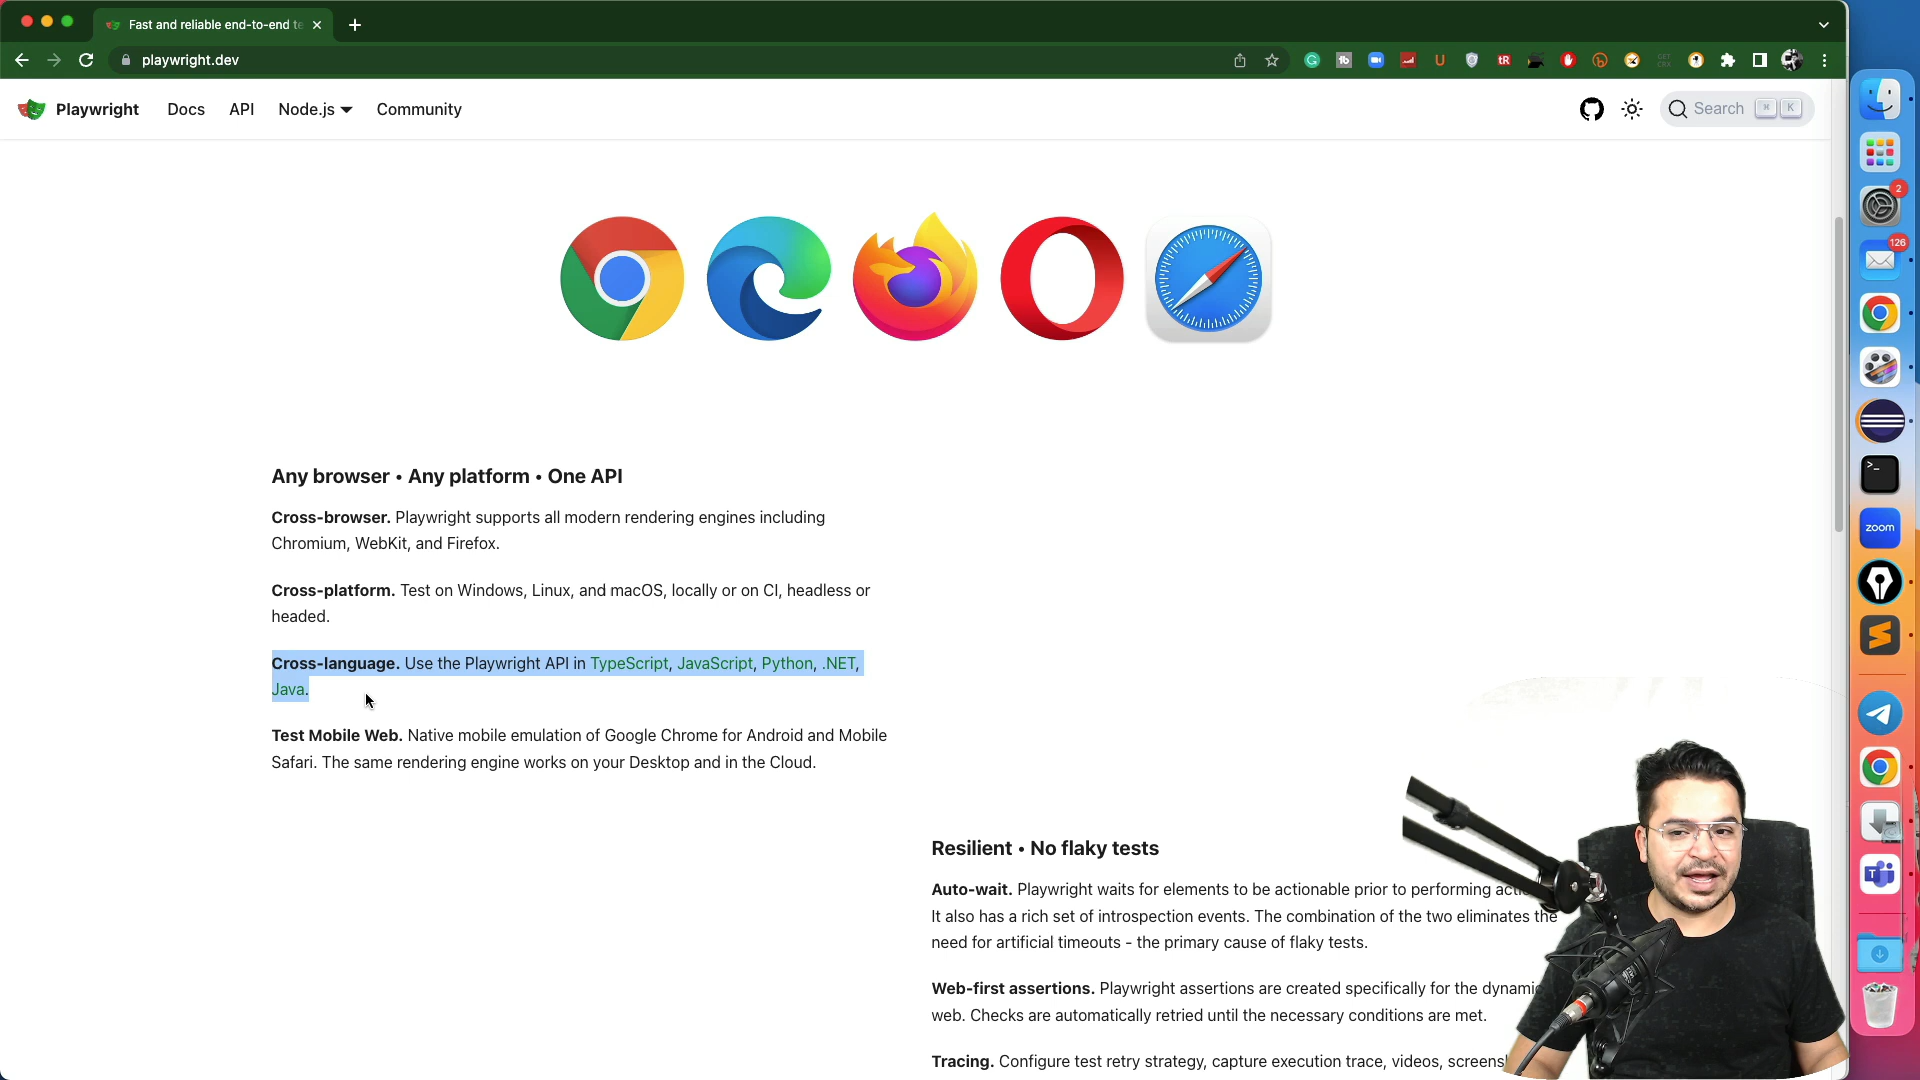 Fast and reliable end-to-end te
playwright.dev
Playwright
Docs
API
Node.js
Community
Search
K
2
126
Any browser • Any platform • One API
Cross-browser. Playwright supports all modern rendering engines including
Chromium, WebKit, and Firefox.
Cross-platform. Test on Windows, Linux, and macOS, locally or on CI, headless or
headed.
Cross-language. Use the Playwright API in TypeScript, JavaScript, Python, .NET,
Java.
zoom
Test Mobile Web. Native mobile emulation of Google Chrome for Android and Mobile
Safari. The same rendering engine works on your Desktop and in the Cloud.
Resilient • No flaky tests
Auto-wait. Playwright waits for elements to be actionable prior to performing
It also has a rich set of introspection events. The combination of the two eliminates the
need for artificial timeouts - the primary cause of flaky tests.
Web-first assertions. Playwright assertions are created specifically for the dynamic
web. Checks are automatically retried until the necessary conditions are met.
Tracing. Configure test retry strategy, capture execution trace, videos,